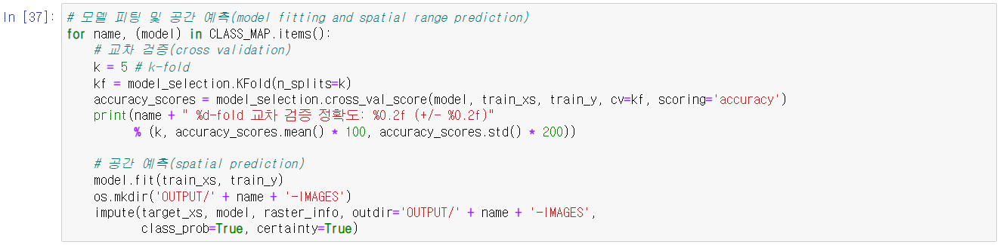 In [37]: # 모델 피팅 및 공간 예측(model fitting and spatial range prediction)
for name, (model) in CLASS_MAP.items():
    # 교차 검증(cross validation)
    k = 5 # k-fold
    kf = model_selection.KFold(n_splits=k)
    accuracy_scores = model_selection.cross_val_score(model, train_xs, train_y, cv=kf, scoring='accuracy')
    print(name + " %d-fold 교차 검증 정확도: %0.2f (+/- %0.2f)"
          % (k, accuracy_scores.mean() * 100, accuracy_scores.std() * 200))
    # 공간 예측(spatial prediction)
    model.fit(train_xs, train_y)
    os.mkdir('OUTPUT/' + name + '-IMAGES')
    impute(target_xs, model, raster_info, outdir='OUTPUT/' + name + '-IMAGES',
           class_prob=True, certainty=True)